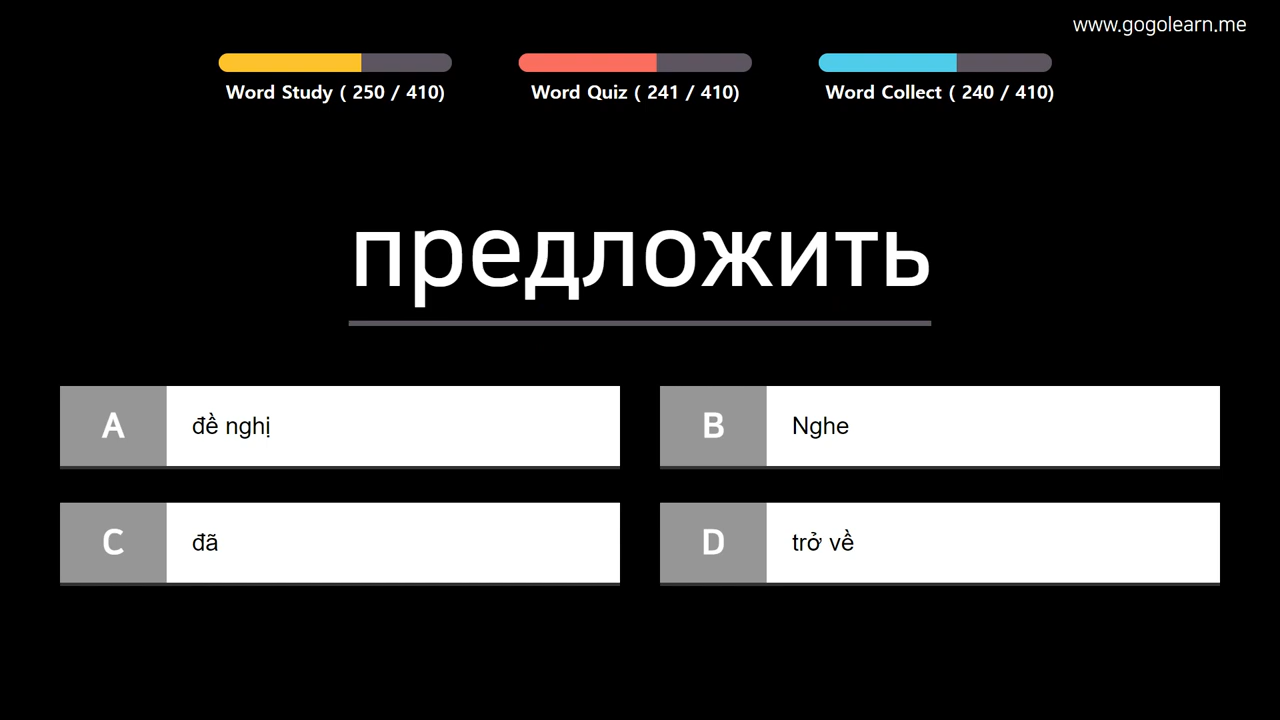 www.gogolearn.me
Word Study ( 250 / 410)
Word Quiz ( 241 / 410)
Word Collect ( 240 / 410)
предложить
A đề nghị
B Nghe
C đã
D trở về